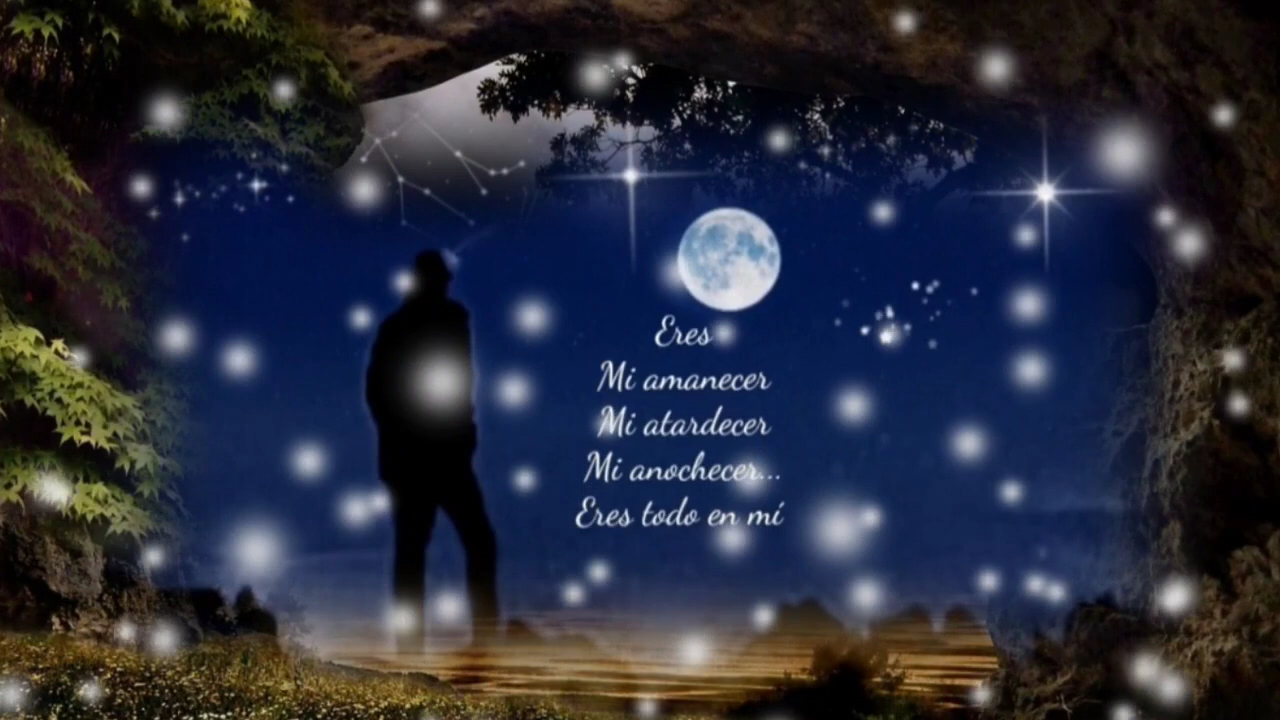 Eres
Mi amanecer
Mi atardecer
Mi anochecer...
Eres todo en mí